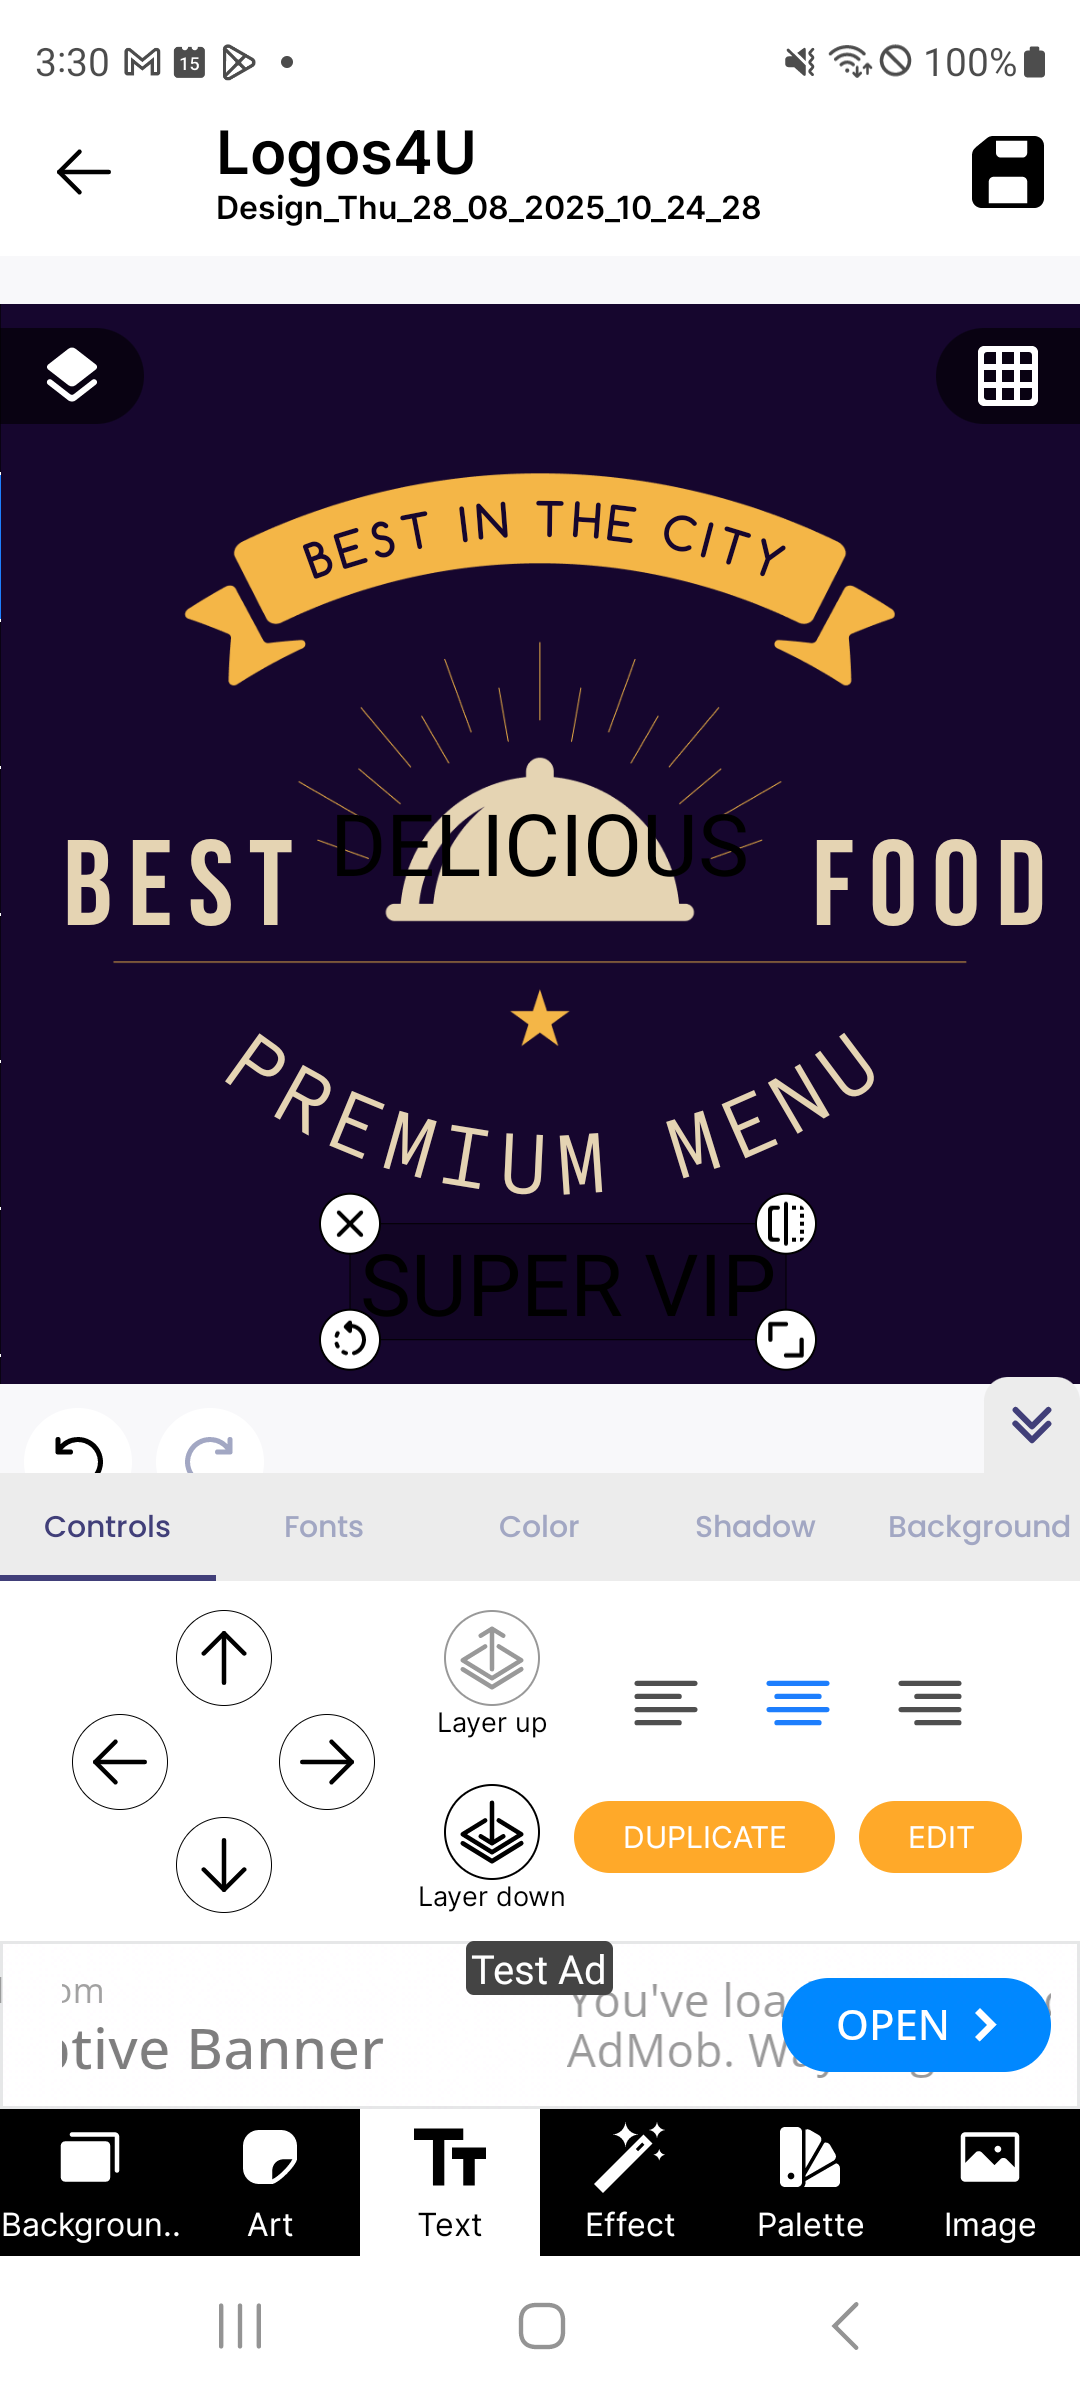 3:30
15
100%
Logos4U
Design_Thu_28_08_2025_10_24_28
BEST IN THE CITY
DELICIOUS
BEST
FOOD
PREMIUM MENU
SUPER VIP
Controls
Fonts
Color
Shadow
Background
Layer up
Layer down
DUPLICATE
EDIT
Test Ad
om
You've loa
tive Banner
AdMob.
OPEN
Backgroun..
Art
Text
Effect
Palette
Image